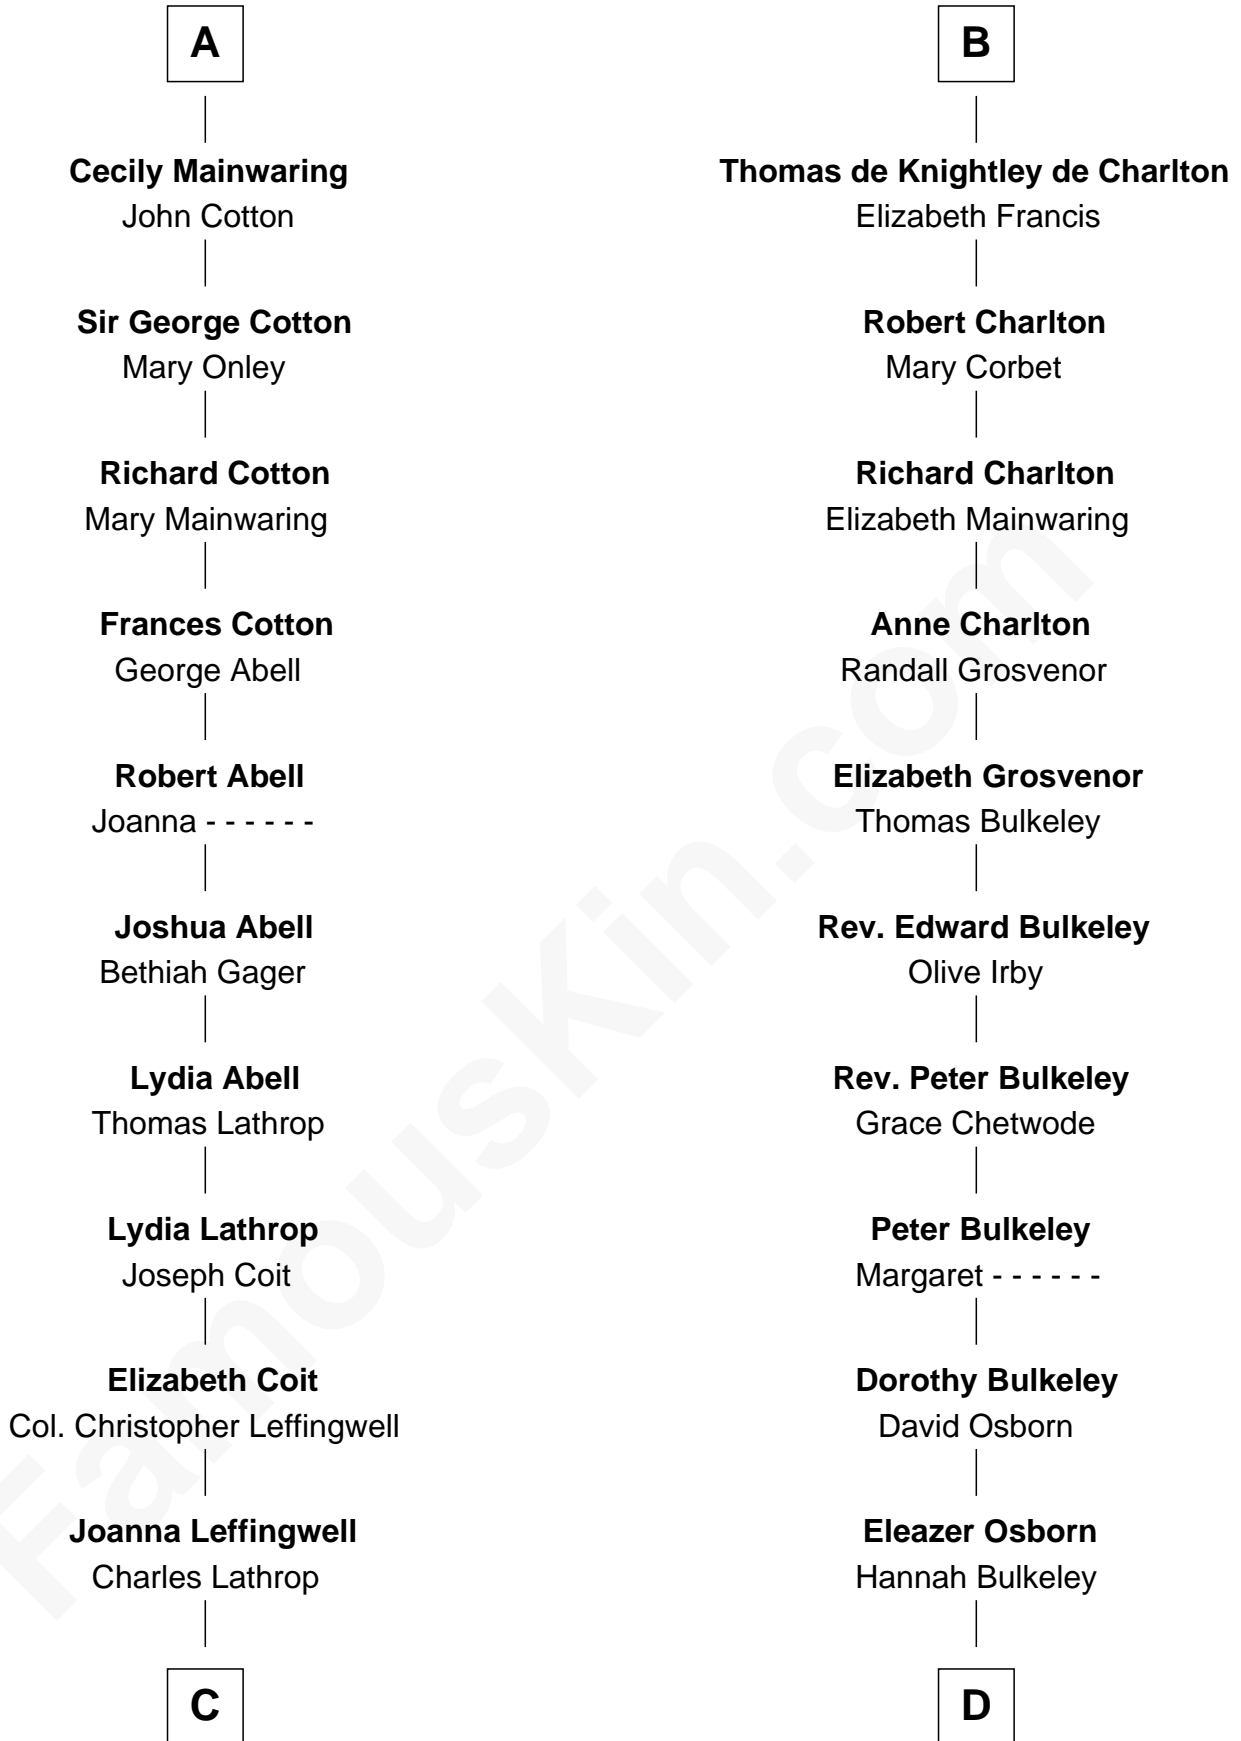 A
Cecily Mainwaring
John Cotton
Sir George Cotton
Mary Onley
Richard Cotton
Mary Mainwaring
Frances Cotton
George Abell
Robert Abell
Joanna - - - - - -
Joshua Abell
Bethiah Gager
Lydia Abell
Thomas Lathrop
Lydia Lathrop
Joseph Coit
Elizabeth Coit
Col. Christopher Leffingwell
Joanna Leffingwell
Charles Lathrop
C
B
Thomas de Knightley de Charlton
Elizabeth Francis
Robert Charlton
Mary Corbet
Richard Charlton
Elizabeth Mainwaring
Anne Charlton
Randall Grosvenor
Elizabeth Grosvenor
Thomas Bulkeley
Rev. Edward Bulkeley
Olive Irby
Rev. Peter Bulkeley
Grace Chetwode
Peter Bulkeley
Margaret - - - - - -
Dorothy Bulkeley
David Osborn
Eleazer Osborn
Hannah Bulkeley
D
FamousKin.com